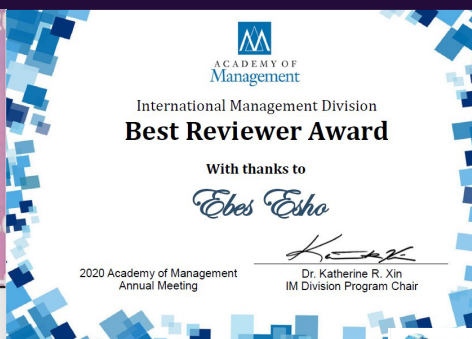 ACADEMY OF
Management
International Management Division
Best Reviewer Award
With thanks to
Ebes Esho
2020 Academy of Management
Annual Meeting
Dr. Katherine R. Xin
IM Division Program Chair